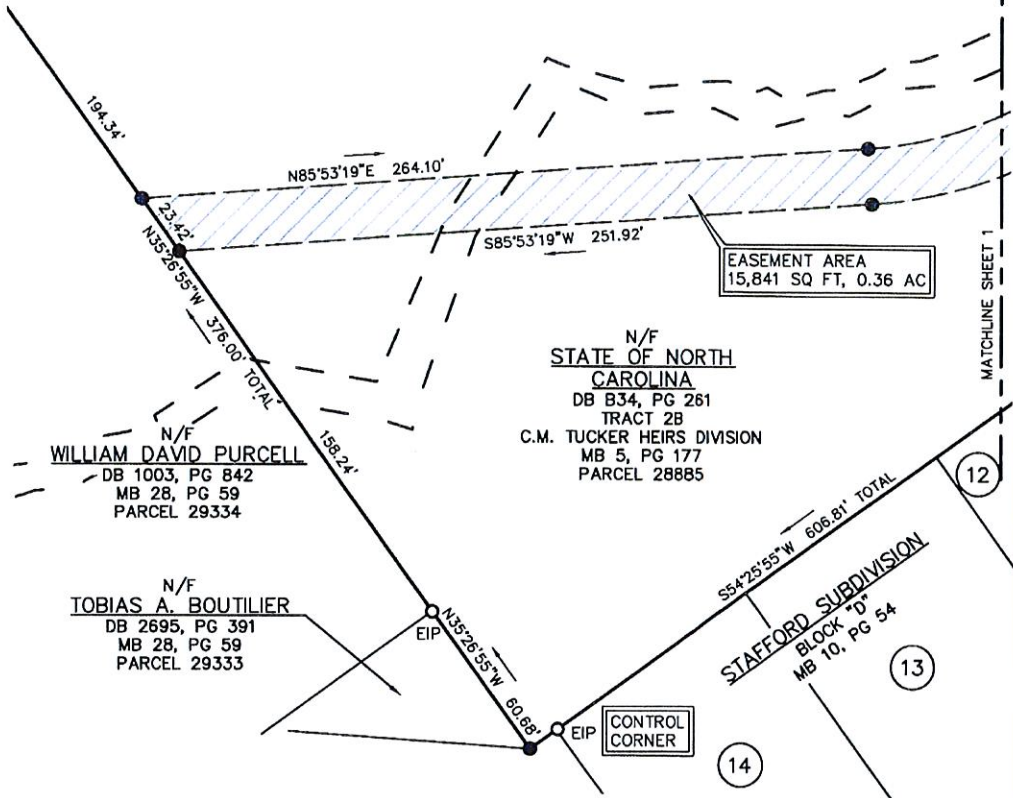 194.34'
N85°53'19"E 264.10'
23.42'
S85°53'19"W 251.92'
EASEMENT AREA
15,841 SQ FT, 0.36 AC
MATCHLINE SHEET 1
N35°26'55"W 376.00' TOTAL
N/F
STATE OF NORTH
CAROLINA
DB B34, PG 261
TRACT 2B
C.M. TUCKER HEIRS DIVISION
MB 5, PG 177
PARCEL 28885
158.24'
N/F
WILLIAM DAVID PURCELL
DB 1003, PG 842
MB 28, PG 59
PARCEL 29334
12
S54°25'55"W 606.81' TOTAL
STAFFORD SUBDIVISION
BLOCK "D"
MB 10, PG 54
N/F
TOBIAS A. BOUTILIER
DB 2695, PG 391
MB 28, PG 59
PARCEL 29333
EIP
N35°26'55"W 60.68'
13
EIP
CONTROL
CORNER
14